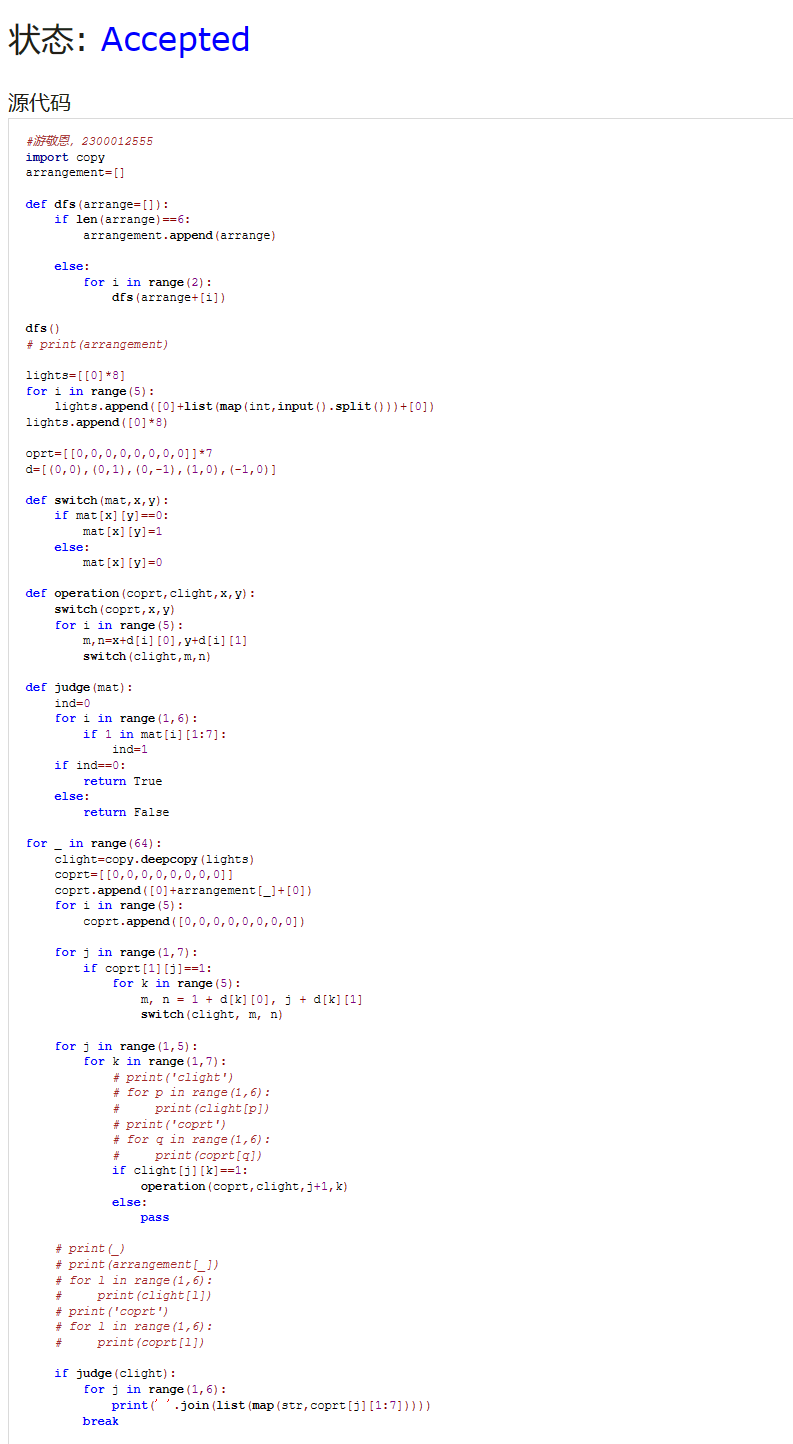 状态: Accepted
源代码
#游敬恩, 2300012555
import copy
arrangement=[]

def dfs(arrange=[]):
    if len(arrange)==6:
        arrangement.append(arrange)

    else:
        for i in range(2):
            dfs(arrange+[i])

dfs()
# print(arrangement)

lights=[[0]*8]
for i in range(5):
    lights.append([0]+list(map(int,input().split()))+[0])
lights.append([0]*8)

oprt=[[0,0,0,0,0,0,0,0]]*7
d=[(0,0),(0,1),(0,-1),(1,0),(-1,0)]

def switch(mat,x,y):
    if mat[x][y]==0:
        mat[x][y]=1
    else:
        mat[x][y]=0

def operation(coprt,clight,x,y):
    switch(coprt,x,y)
    for i in range(5):
        m,n=x+d[i][0],y+d[i][1]
        switch(clight,m,n)

def judge(mat):
    ind=0
    for i in range(1,6):
        if 1 in mat[i][1:7]:
            ind=1
    if ind==0:
        return True
    else:
        return False

for _ in range(64):
    clight=copy.deepcopy(lights)
    coprt=[[0,0,0,0,0,0,0,0]]
    coprt.append([0]+arrangement[_]+[0])
    for i in range(5):
        coprt.append([0,0,0,0,0,0,0,0])

    for j in range(1,7):
        if coprt[1][j]==1:
            for k in range(5):
                m, n = 1 + d[k][0], j + d[k][1]
                switch(clight, m, n)

    for j in range(1,5):
        for k in range(1,7):
            # print('clight')
            # for p in range(1,6):
            #     print(clight[p])
            # print('coprt')
            # for q in range(1,6):
            #     print(coprt[q])
            if clight[j][k]==1:
                operation(coprt,clight,j+1,k)
            else:
                pass

    # print(_)
    # print(arrangement[_])
    # for l in range(1,6):
    #     print(clight[l])
    # print('coprt')
    # for l in range(1,6):
    #     print(coprt[l])

    if judge(clight):
        for j in range(1,6):
            print(' '.join(list(map(str,coprt[j][1:7]))))
        break